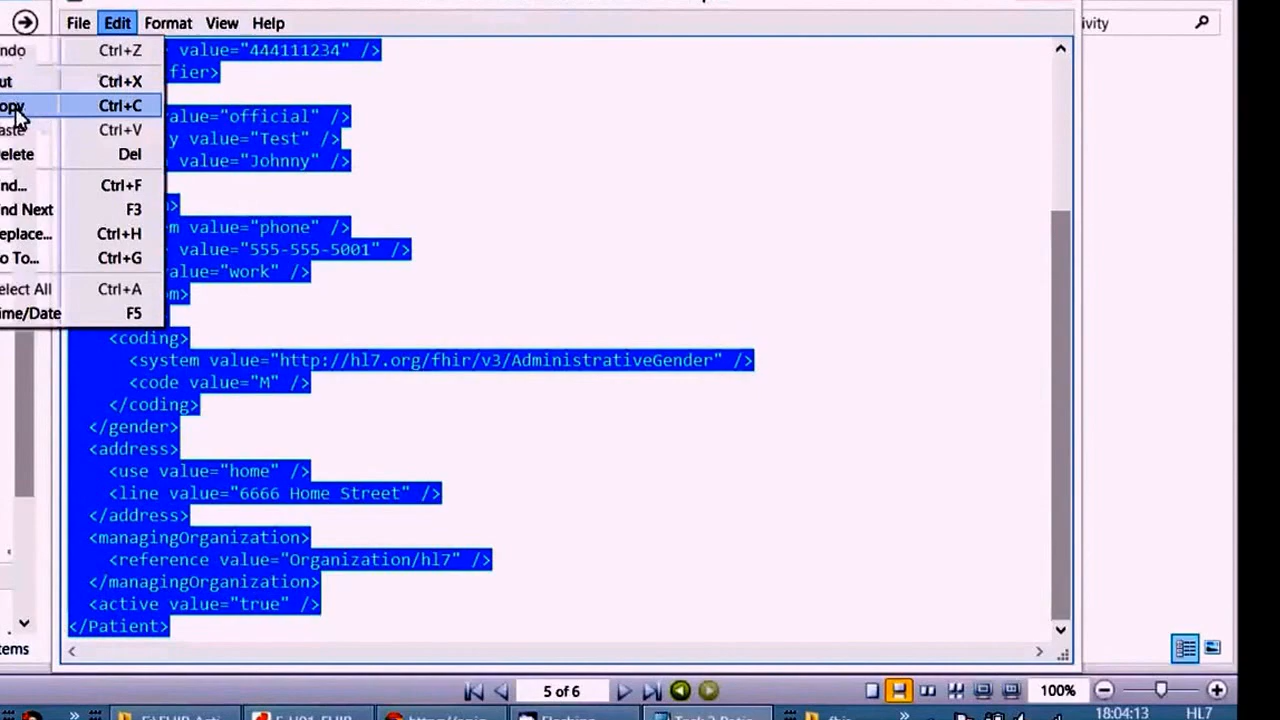 File Edit Format View Help
ndo Ctrl+Z
ut Ctrl+X
opy Ctrl+C
aste Ctrl+V
elete Del
nd... Ctrl+F
nd Next F3
eplace... Ctrl+H
o To... Ctrl+G
elect All Ctrl+A
ime/Date F5
value="444111234" />
fier>
alue="official" />
y value="Test" />
value="Johnny" />
>
m value="phone" />
value="555-555-5001" />
alue="work" />
m>
<coding>
<system value="http://hl7.org/fhir/v3/AdministrativeGender" />
<code value="M" />
</coding>
</gender>
<address>
<use value="home" />
<line value="6666 Home Street" />
</address>
<managingOrganization>
<reference value="Organization/hl7" />
</managingOrganization>
<active value="true" />
</Patient>
ivity
tems
5 of 6
100%
18:04:13 HL7